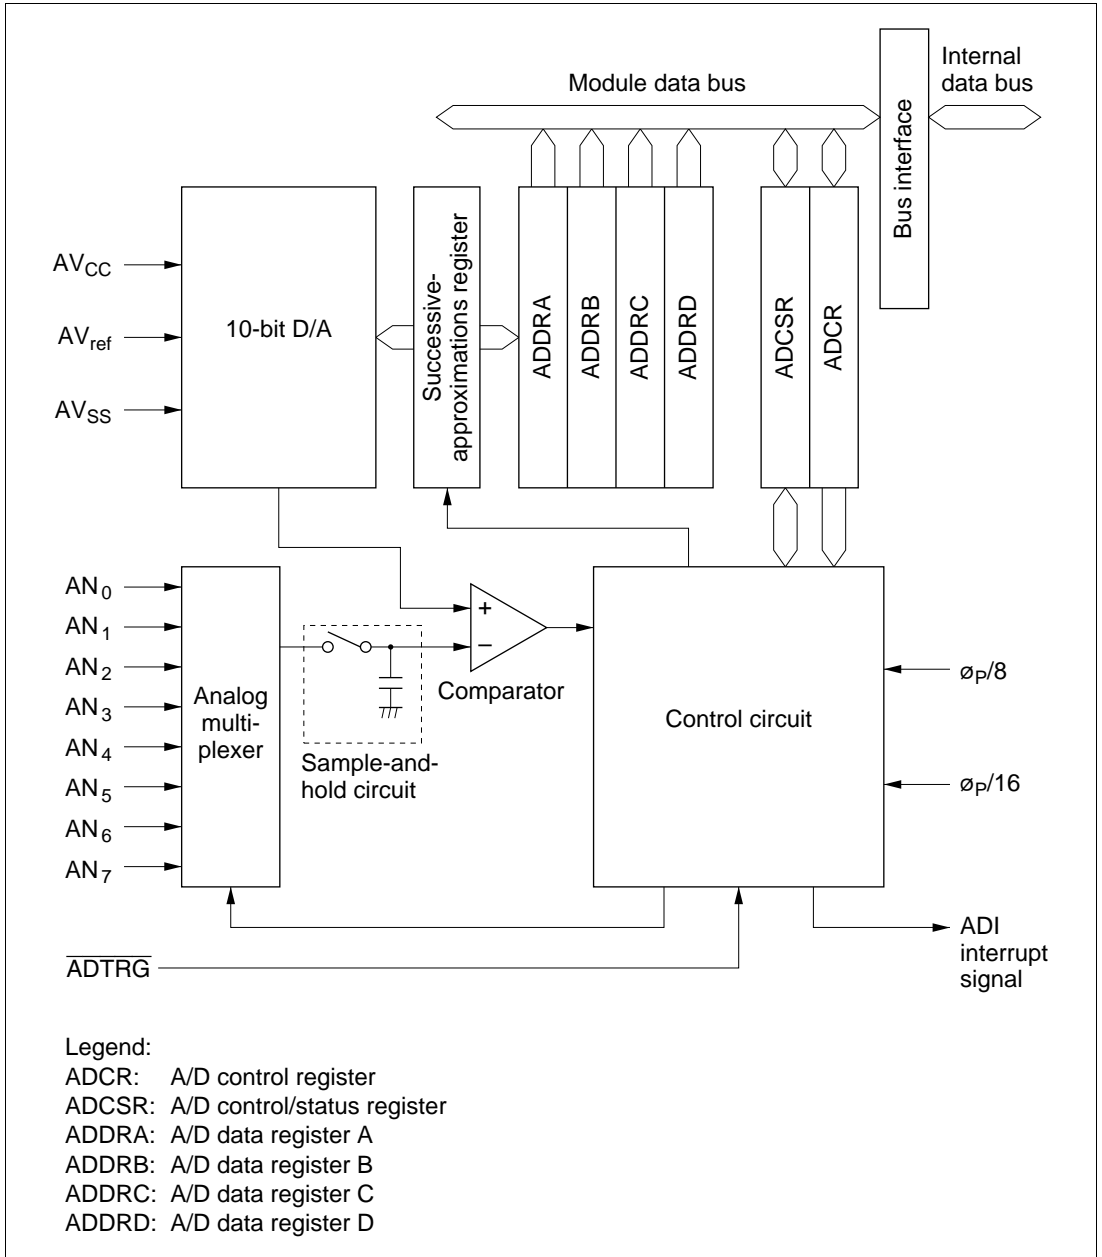 Module data bus
Internal
data bus
Bus interface
AVCC
AVref
AVSS
10-bit D/A
Successive-
approximations register
ADDRA
ADDRB
ADDRC
ADDRD
ADCSR
ADCR
AN0
AN1
AN2
AN3
AN4
AN5
AN6
AN7
Analog
multi-
plexer
Sample-and-
hold circuit
+
−
Comparator
Control circuit
øP/8
øP/16
ADTRG
ADI
interrupt
signal
Legend:
ADCR: A/D control register
ADCSR: A/D control/status register
ADDRA: A/D data register A
ADDRB: A/D data register B
ADDRC: A/D data register C
ADDRD: A/D data register D